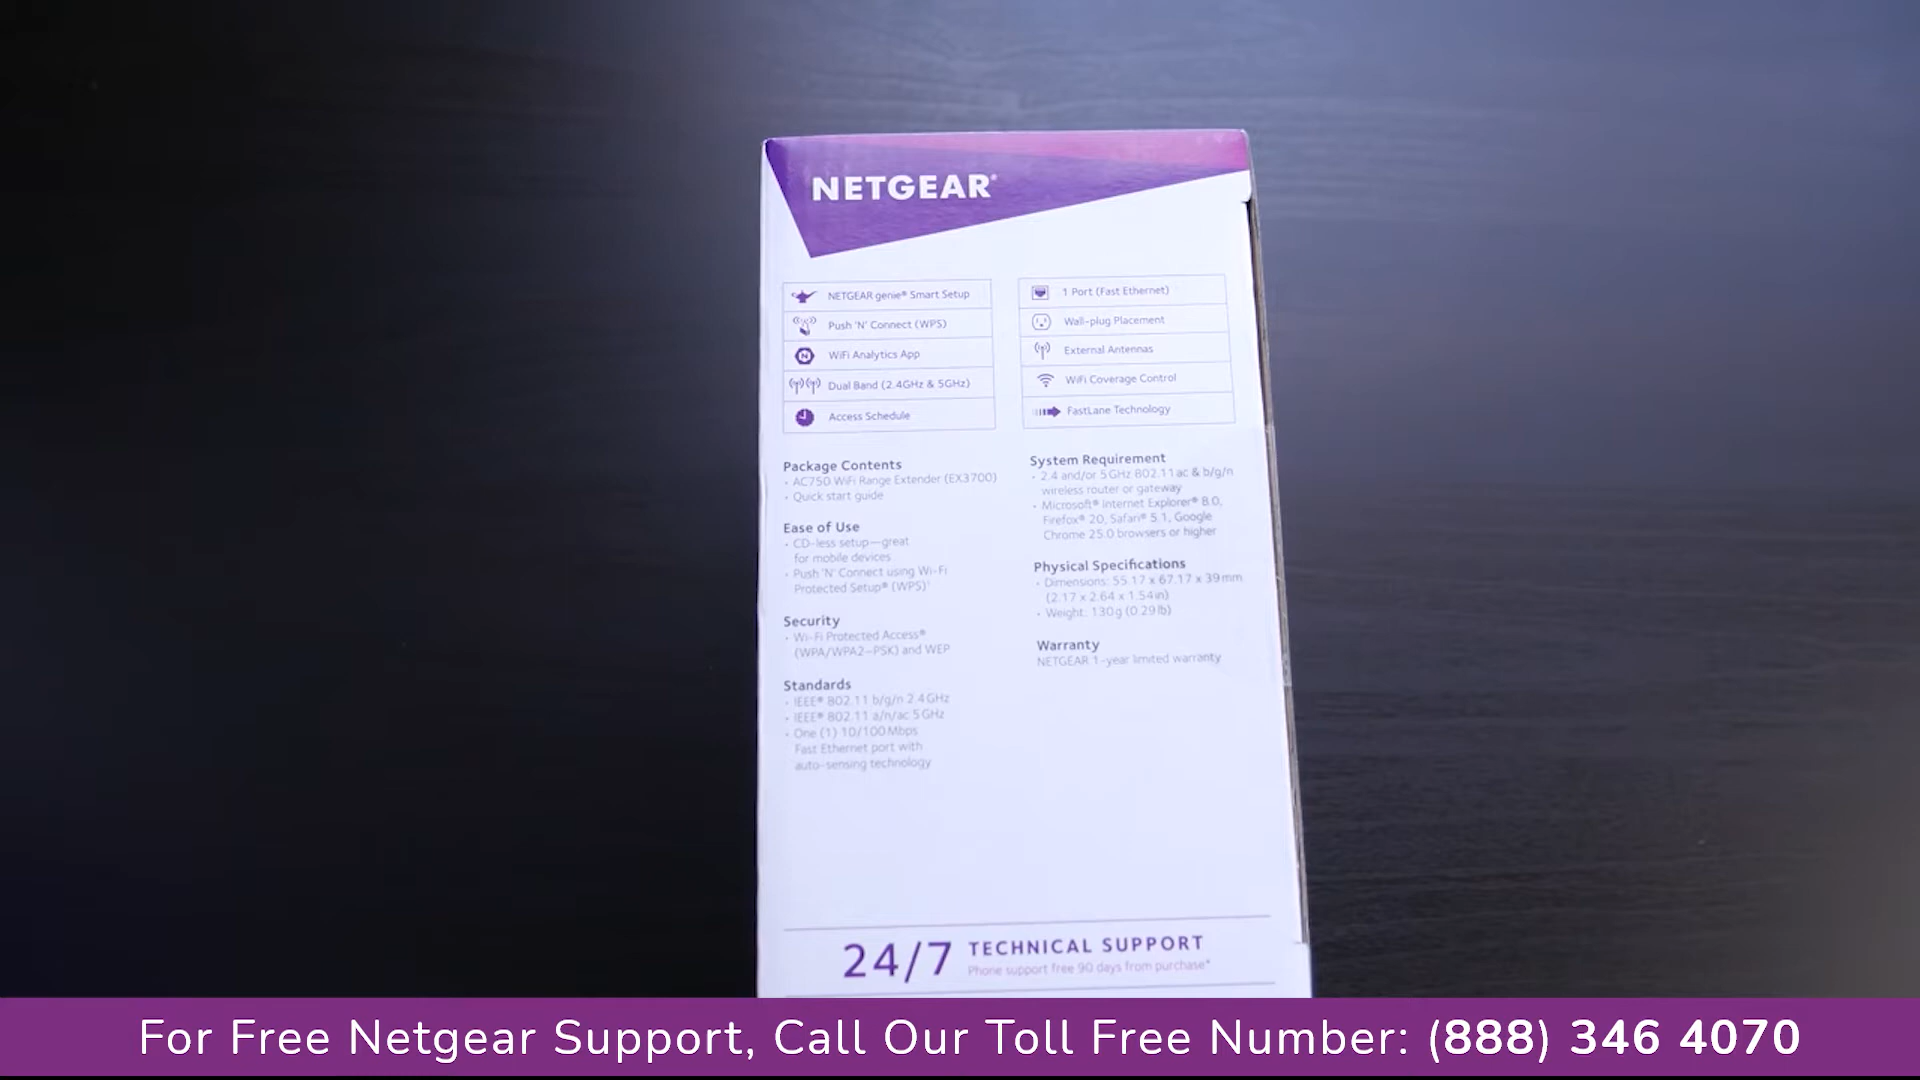 NETGEAR®
NETGEAR genie® Smart Setup
Push 'N' Connect (WPS)
WiFi Analytics App
Dual Band (2.4GHz & 5GHz)
Access Schedule
1 Port (Fast Ethernet)
Wall-plug Placement
External Antennas
WiFi Coverage Control
FastLane Technology
Package Contents
• AC750 WiFi Range Extender (EX3700)
• Quick start guide
Ease of Use
• CD-less setup—great
for mobile devices
• Push 'N' Connect using Wi-Fi
Protected Setup® (WPS)¹
Security
• Wi-Fi Protected Access®
(WPA/WPA2-PSK) and WEP
Standards
• IEEE® 802.11 b/g/n 2.4GHz
• IEEE® 802.11 a/n/ac 5GHz
• One (1) 10/100 Mbps
Fast Ethernet port with
auto-sensing technology
System Requirement
• 2.4 and/or 5GHz 802.11ac & b/g/n
wireless router or gateway
• Microsoft® Internet Explorer® 8.0,
Firefox® 20, Safari® 5.1, Google
Chrome 25.0 browsers or higher
Physical Specifications
• Dimensions: 55.17 x 67.17 x 39mm
(2.17 x 2.64 x 1.54in)
• Weight: 130g (0.29lb)
Warranty
NETGEAR 1-year limited warranty
24/7 TECHNICAL SUPPORT
Phone support free 90 days from purchase*
For Free Netgear Support, Call Our Toll Free Number: (888) 346 4070